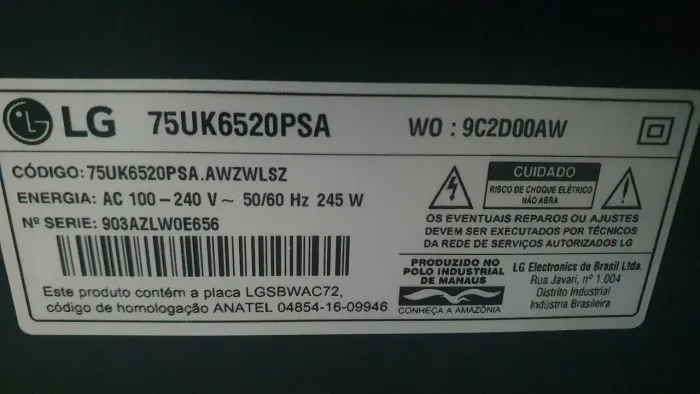 LG 75UK6520PSA WO : 9C2D00AW
CÓDIGO: 75UK6520PSA.AWZWLSZ
ENERGIA: AC 100-240 V~ 50/60 Hz 245 W
Nº SERIE: 903AZLW0E656
Este produto contém a placa LGSBWAC72,
código de homologação ANATEL 04854-16-09946
CUIDADO
RISCO DE CHOQUE ELÉTRICO
NÃO ABRA
OS EVENTUAIS REPAROS OU AJUSTES
DEVEM SER EXECUTADOS POR TÉCNICOS
DA REDE DE SERVIÇOS AUTORIZADOS LG
PRODUZIDO NO
POLO INDUSTRIAL
DE MANAUS
CONHEÇA A AMAZÔNIA
LG Electronics do Brasil Ltda.
Rua Javari, nº 1.004
Distrito Industrial
Indústria Brasileira